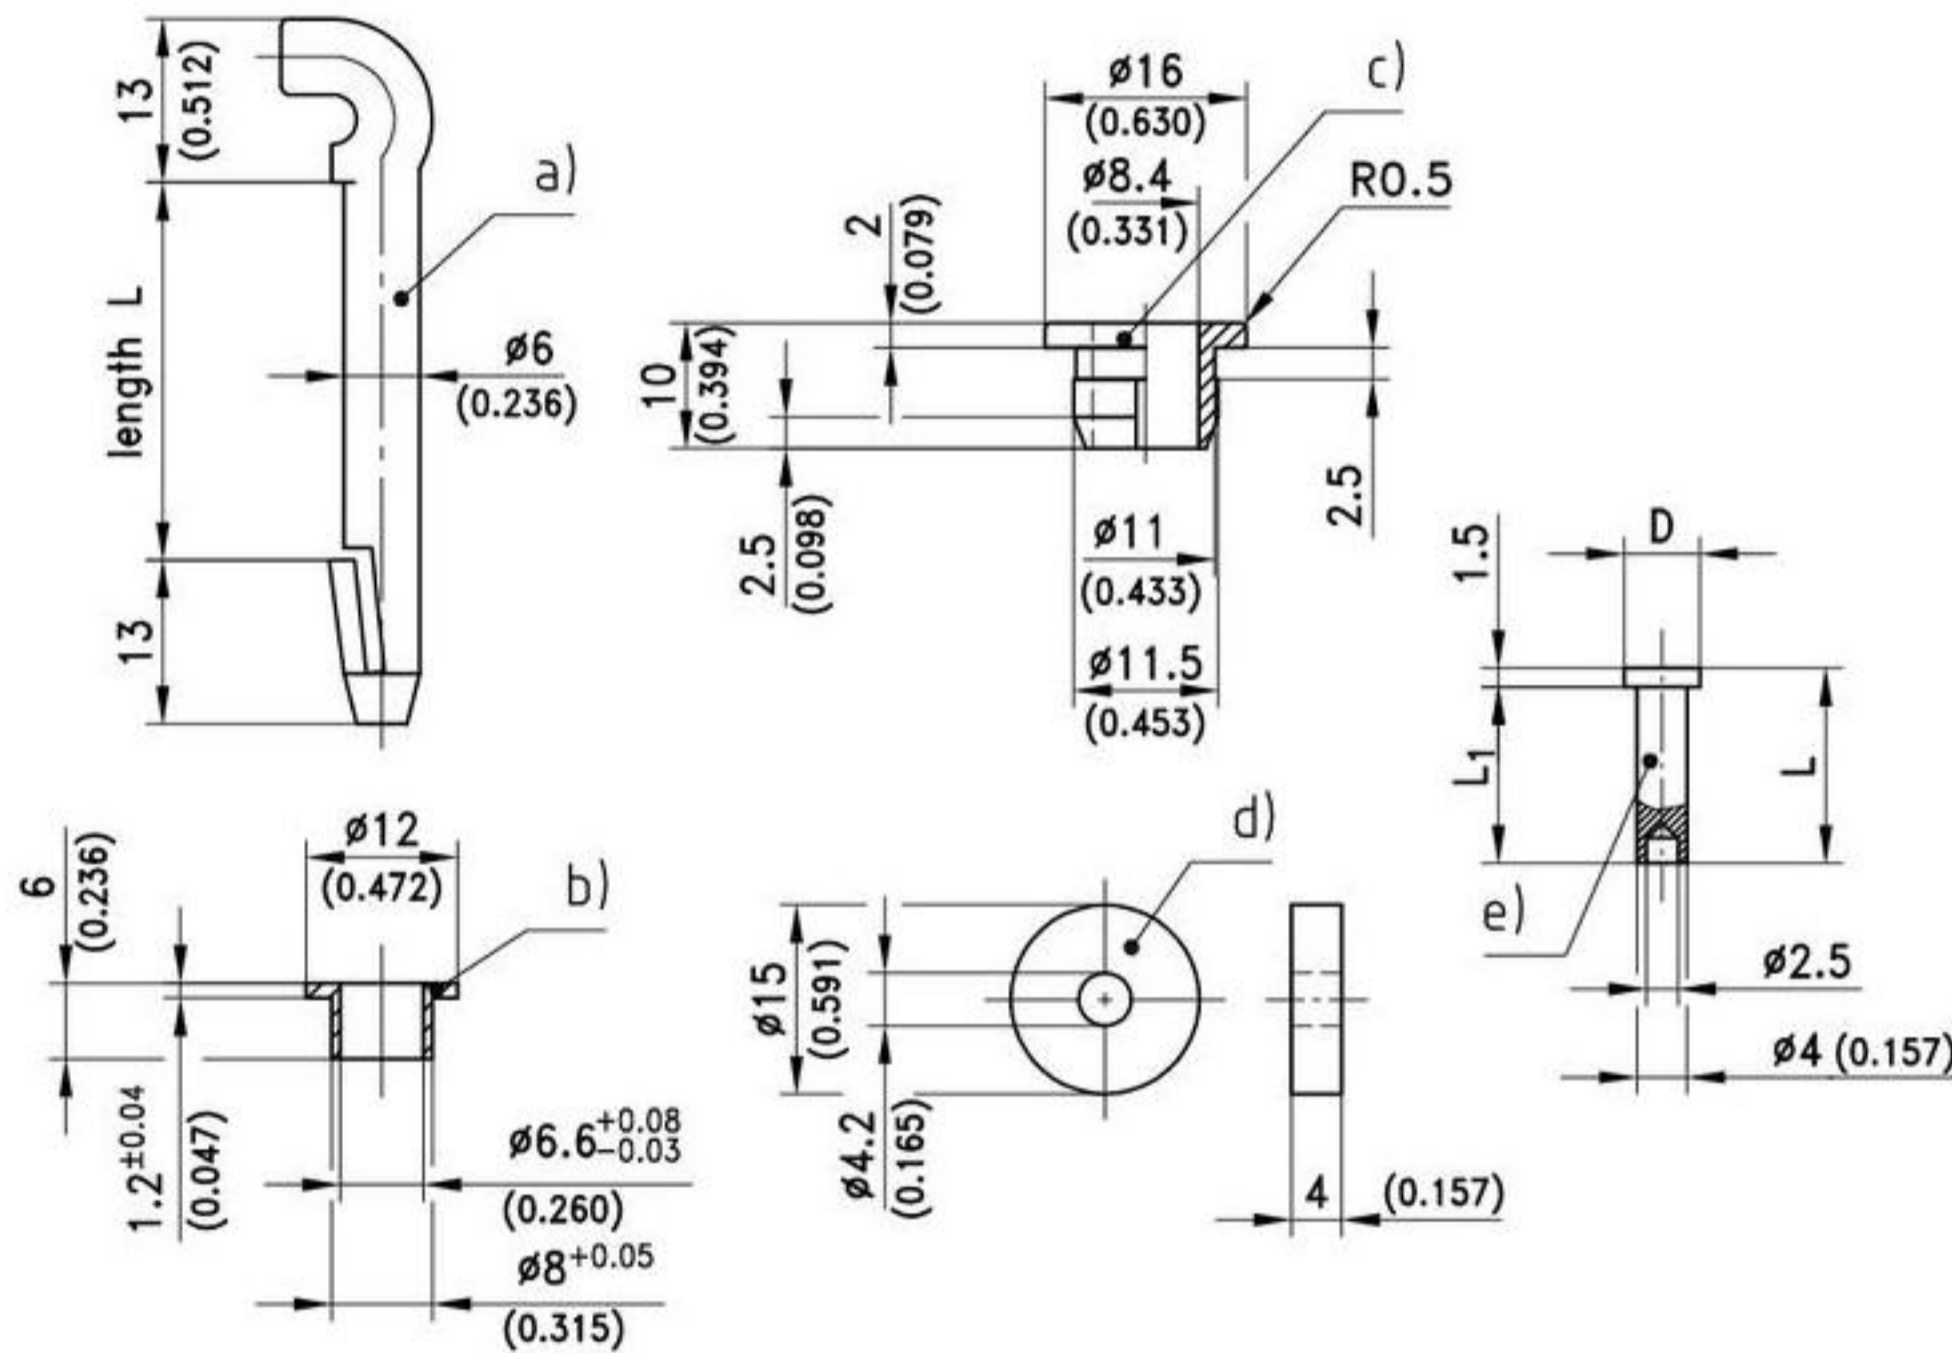 13
(0.512)
a)
length L
ø6
(0.236)
13
ø16
(0.630)
c)
ø8.4
(0.331)
R0.5
2
(0.079)
10
(0.394)
2.5
(0.098)
2.5
ø11
(0.433)
ø11.5
(0.453)
1.5
D
L1
L
e)
ø2.5
ø4 (0.157)
ø12
(0.472)
b)
6
(0.236)
1.2±0.04
(0.047)
ø6.6+0.08
−0.03
(0.260)
ø8+0.05
(0.315)
d)
ø15
(0.591)
ø4.2
(0.165)
4 (0.157)